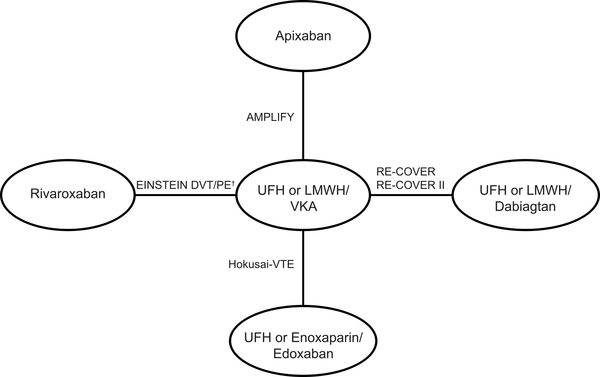 Apixaban
AMPLIFY
Rivaroxaban
EINSTEIN DVT/PE†
UFH or LMWH/
VKA
RE-COVER
RE-COVER II
UFH or LMWH/
Dabiagtan
Hokusai-VTE
UFH or Enoxaparin/
Edoxaban